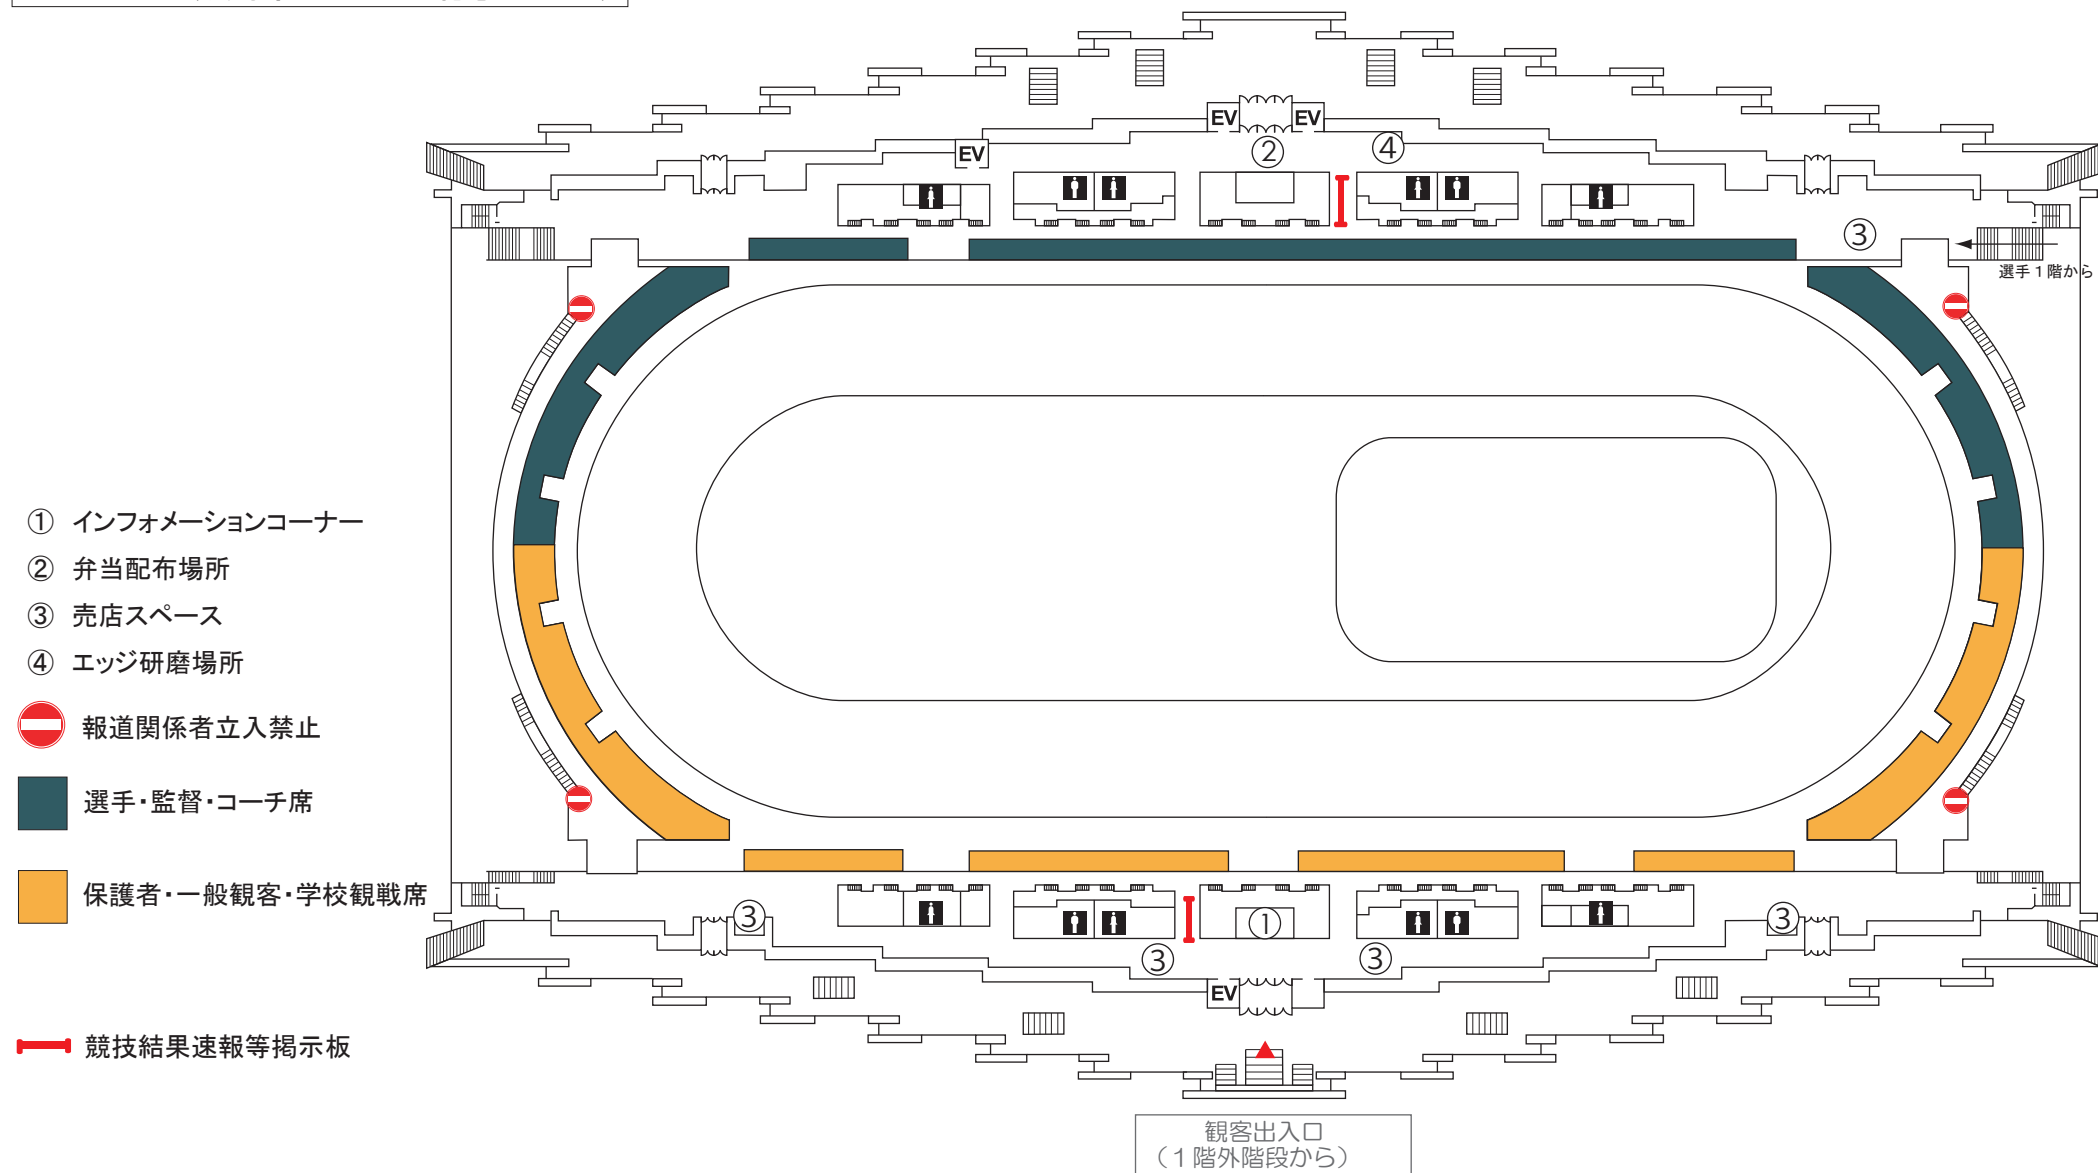 EV
EV
EV
②
④
③
選手１階から
① インフォメーションコーナー
② 弁当配布場所
③ 売店スペース
④ エッジ研磨場所
報道関係者立入禁止
選手・監督・コーチ席
保護者・一般観客・学校観戦席
競技結果速報等掲示板
③
①
③
③
③
EV
観客出入口
（１階外階段から）